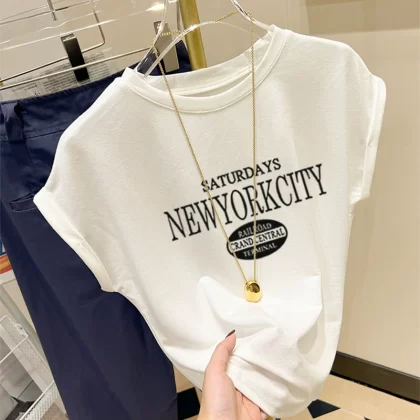 SATURDAYS
NEWYORKCITY
RAILROAD
GRAND CENTRAL
TERMINAL